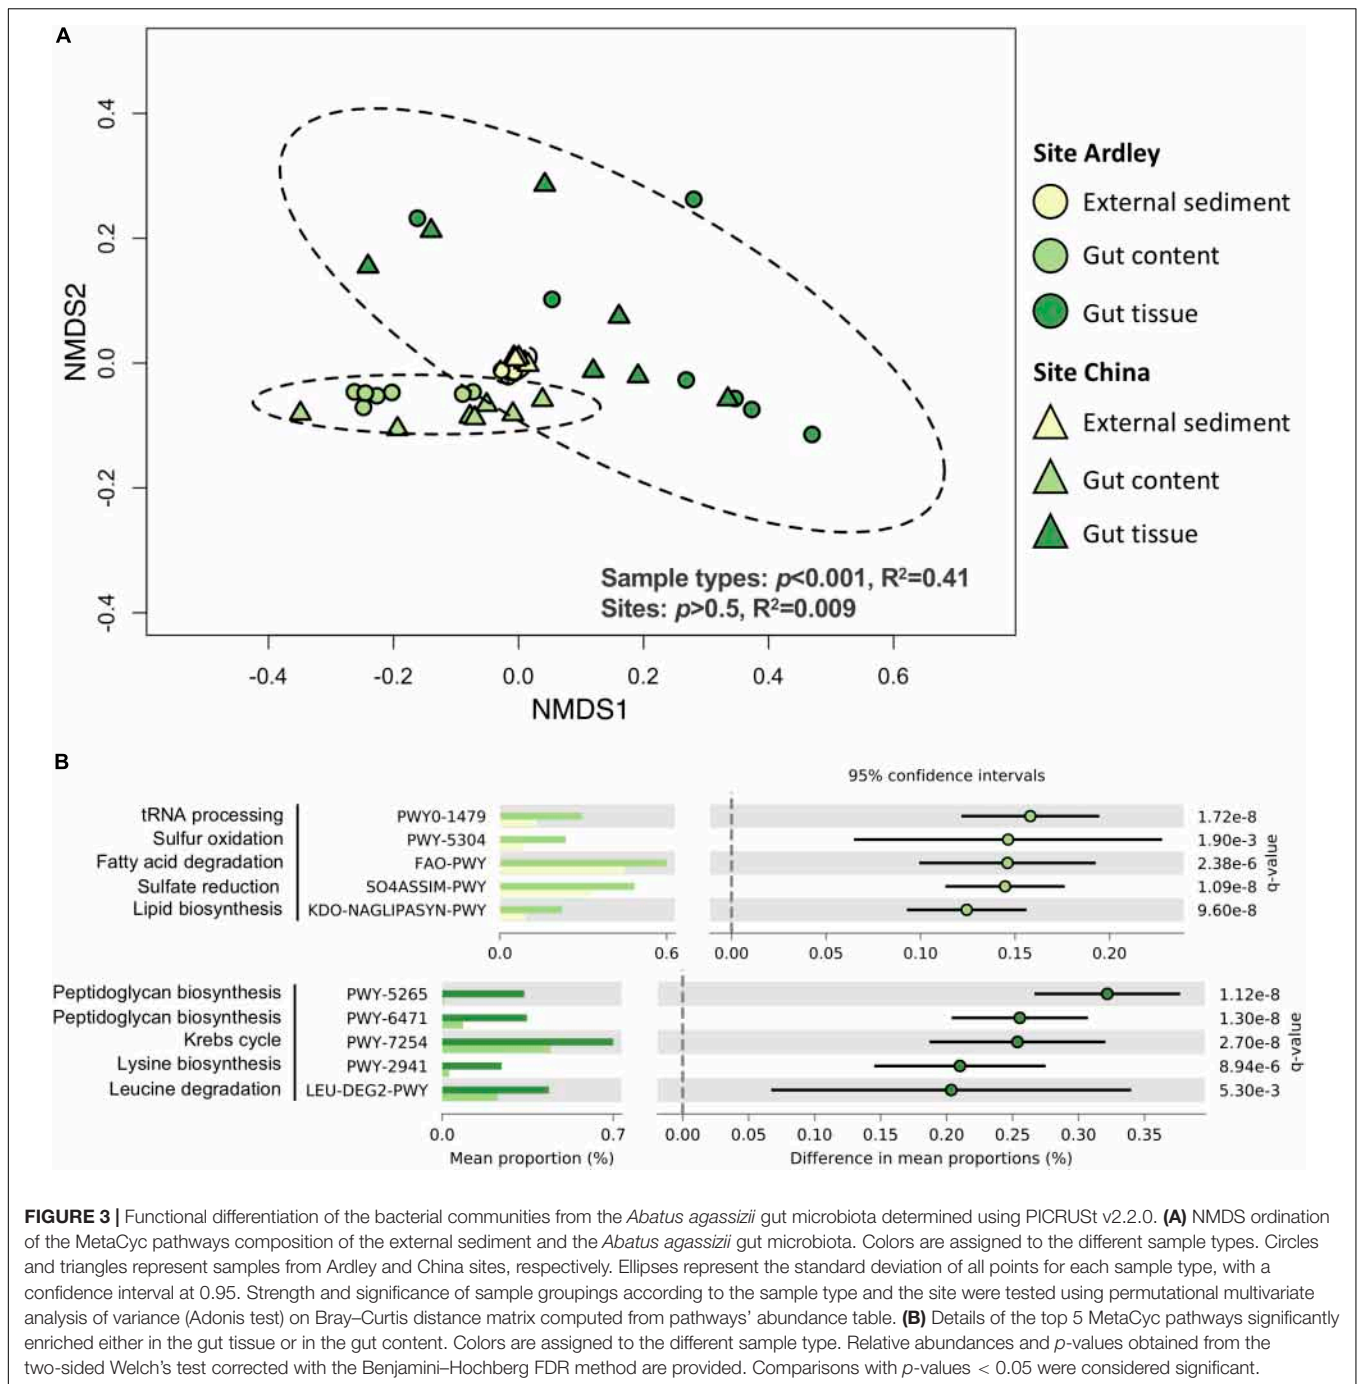 A
0.4
0.2
0.0
-0.2
-0.4
NMDS2
-0.4 -0.2 0.0 0.2 0.4 0.6
NMDS1
Sample types: p<0.001, R²=0.41
Sites: p>0.5, R²=0.009
Site Ardley
External sediment
Gut content
Gut tissue
Site China
External sediment
Gut content
Gut tissue
B
95% confidence intervals
tRNA processing PWY0-1479 1.72e-8
Sulfur oxidation PWY-5304 1.90e-3
Fatty acid degradation FAO-PWY 2.38e-6
Sulfate reduction SO4ASSIM-PWY 1.09e-8
Lipid biosynthesis KDO-NAGLIPASYN-PWY 9.60e-8
q-value
0.0 0.6 0.00 0.05 0.10 0.15 0.20
Peptidoglycan biosynthesis PWY-5265 1.12e-8
Peptidoglycan biosynthesis PWY-6471 1.30e-8
Krebs cycle PWY-7254 2.70e-8
Lysine biosynthesis PWY-2941 8.94e-6
Leucine degradation LEU-DEG2-PWY 5.30e-3
q-value
0.0 0.7 0.00 0.05 0.10 0.15 0.20 0.25 0.30 0.35
Mean proportion (%) Difference in mean proportions (%)
FIGURE 3 | Functional differentiation of the bacterial communities from the Abatus agassizii gut microbiota determined using PICRUSt v2.2.0. (A) NMDS ordination
of the MetaCyc pathways composition of the external sediment and the Abatus agassizii gut microbiota. Colors are assigned to the different sample types. Circles
and triangles represent samples from Ardley and China sites, respectively. Ellipses represent the standard deviation of all points for each sample type, with a
confidence interval at 0.95. Strength and significance of sample groupings according to the sample type and the site were tested using permutational multivariate
analysis of variance (Adonis test) on Bray–Curtis distance matrix computed from pathways' abundance table. (B) Details of the top 5 MetaCyc pathways significantly
enriched either in the gut tissue or in the gut content. Colors are assigned to the different sample type. Relative abundances and p-values obtained from the
two-sided Welch's test corrected with the Benjamini–Hochberg FDR method are provided. Comparisons with p-values < 0.05 were considered significant.